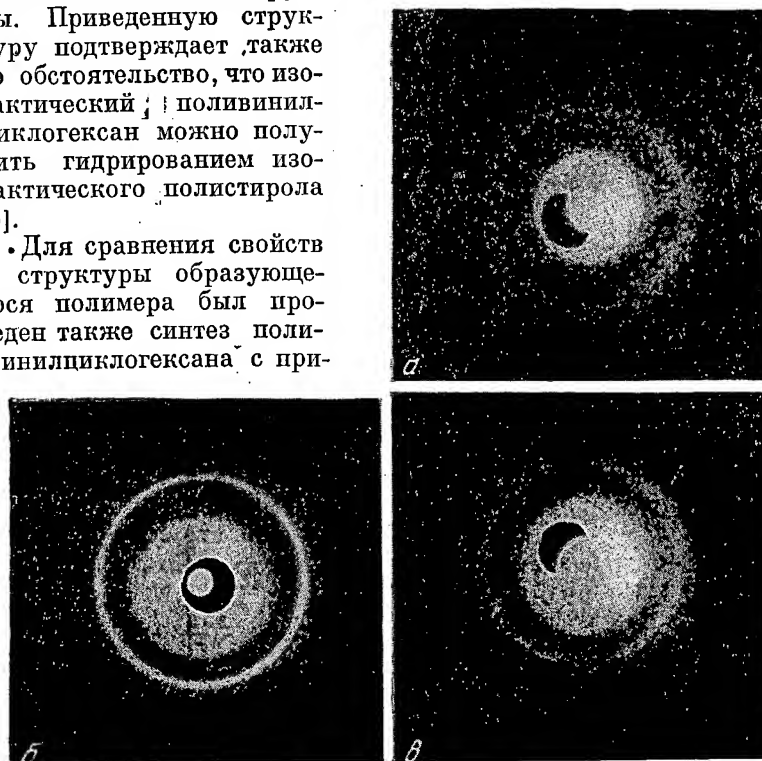 ы. Приведенную струк-
уру подтверждает также
о обстоятельство, что изо-
актический поливинил-
иклогексан можно полу-
ить гидрированием изо-
актического полистирола
].
Для сравнения свойств
структуры образующе-
ося полимера был про-
еден также синтез поли-
инилциклогексана с при-
а
б
в